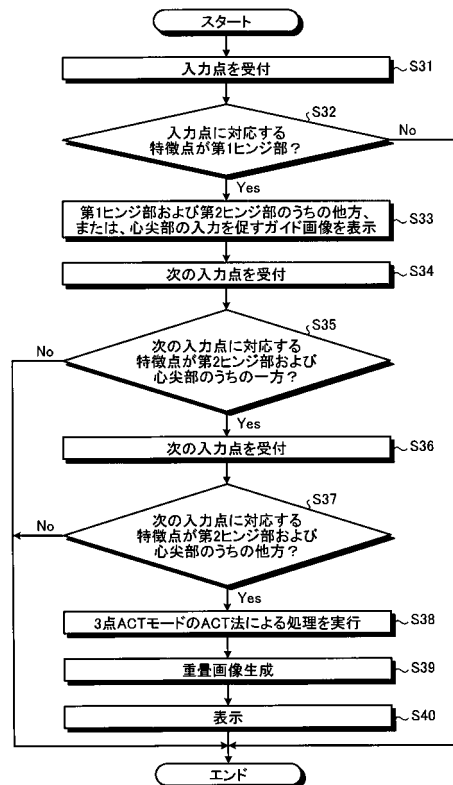 スタート
入力点を受付
S31
S32
入力点に対応する
特徴点が第1ヒンジ部?
No
Yes
第1ヒンジ部および第2ヒンジ部のうちの他方、
または、心尖部の入力を促すガイド画像を表示
S33
次の入力点を受付
S34
S35
No
次の入力点に対応する
特徴点が第2ヒンジ部および
心尖部のうちの一方?
Yes
次の入力点を受付
S36
S37
No
次の入力点に対応する
特徴点が第2ヒンジ部および
心尖部のうちの他方?
Yes
3点ACTモードのACT法による処理を実行
S38
重畳画像生成
S39
表示
S40
エンド